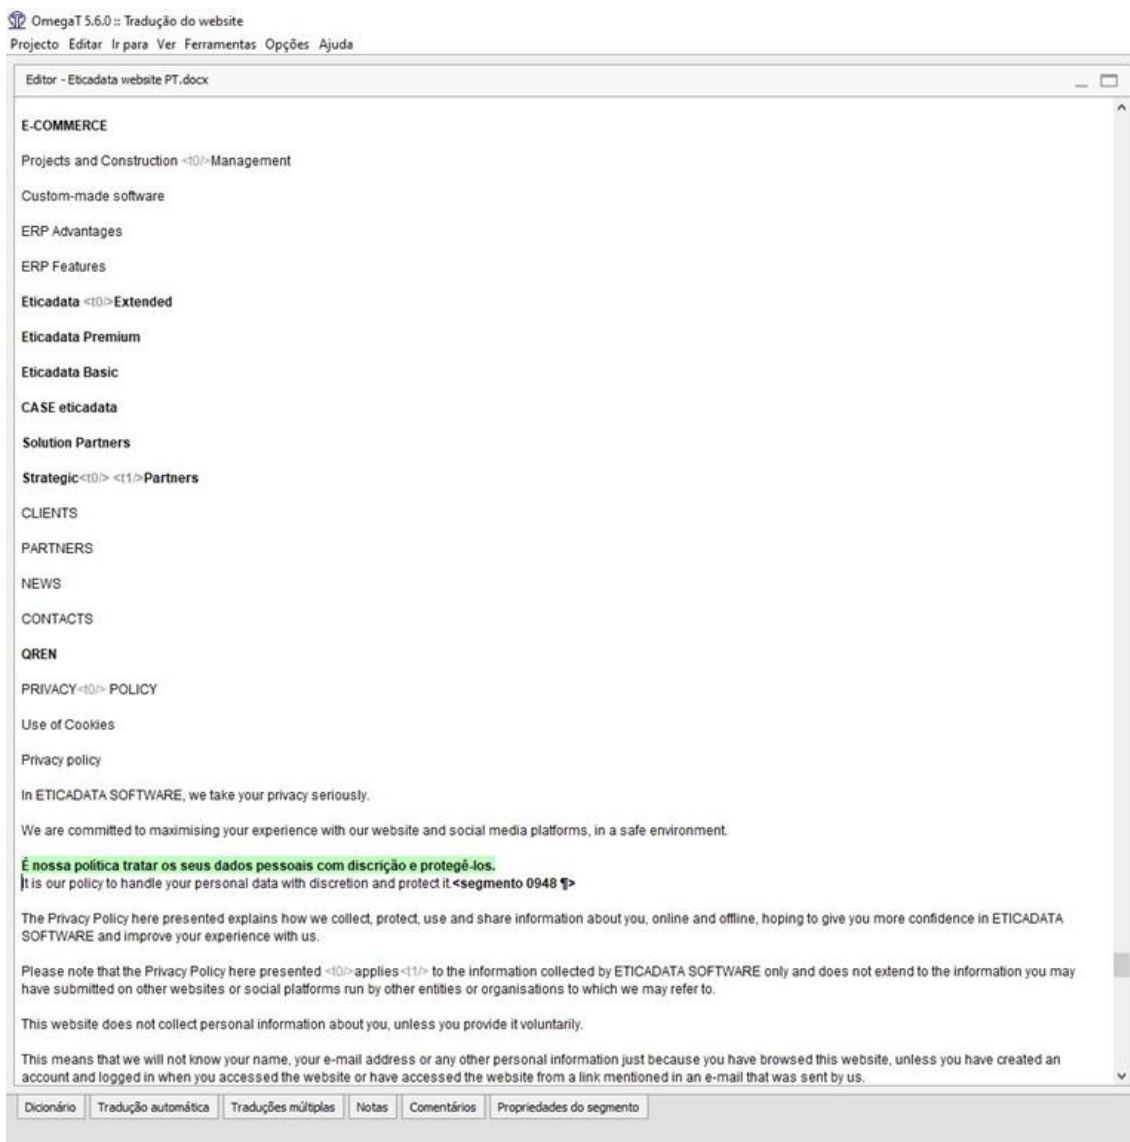 OmegaT 5.6.0 :: Tradução do website
Projecto Editar Ir para Ver Ferramentas Opções Ajuda
Editor - Eticadata website PT.docx
E-COMMERCE
Projects and Construction <t0/>Management
Custom-made software
ERP Advantages
ERP Features
Eticadata <t0/>Extended
Eticadata Premium
Eticadata Basic
CASE eticadata
Solution Partners
Strategic<t0/> <t1/>Partners
CLIENTS
PARTNERS
NEWS
CONTACTS
QREN
PRIVACY<t0/> POLICY
Use of Cookies
Privacy policy
In ETICADATA SOFTWARE, we take your privacy seriously.
We are committed to maximising your experience with our website and social media platforms, in a safe environment.
É nossa política tratar os seus dados pessoais com discrição e protegê-los.
It is our policy to handle your personal data with discretion and protect it.<segmento 0948 ¶>
The Privacy Policy here presented explains how we collect, protect, use and share information about you, online and offline, hoping to give you more confidence in ETICADATA
SOFTWARE and improve your experience with us.
Please note that the Privacy Policy here presented <t0/>applies<t1/> to the information collected by ETICADATA SOFTWARE only and does not extend to the information you may
have submitted on other websites or social platforms run by other entities or organisations to which we may refer to.
This website does not collect personal information about you, unless you provide it voluntarily.
This means that we will not know your name, your e-mail address or any other personal information just because you have browsed this website, unless you have created an
account and logged in when you accessed the website or have accessed the website from a link mentioned in an e-mail that was sent by us.
Dicionário Tradução automática Traduções múltiplas Notas Comentários Propriedades do segmento